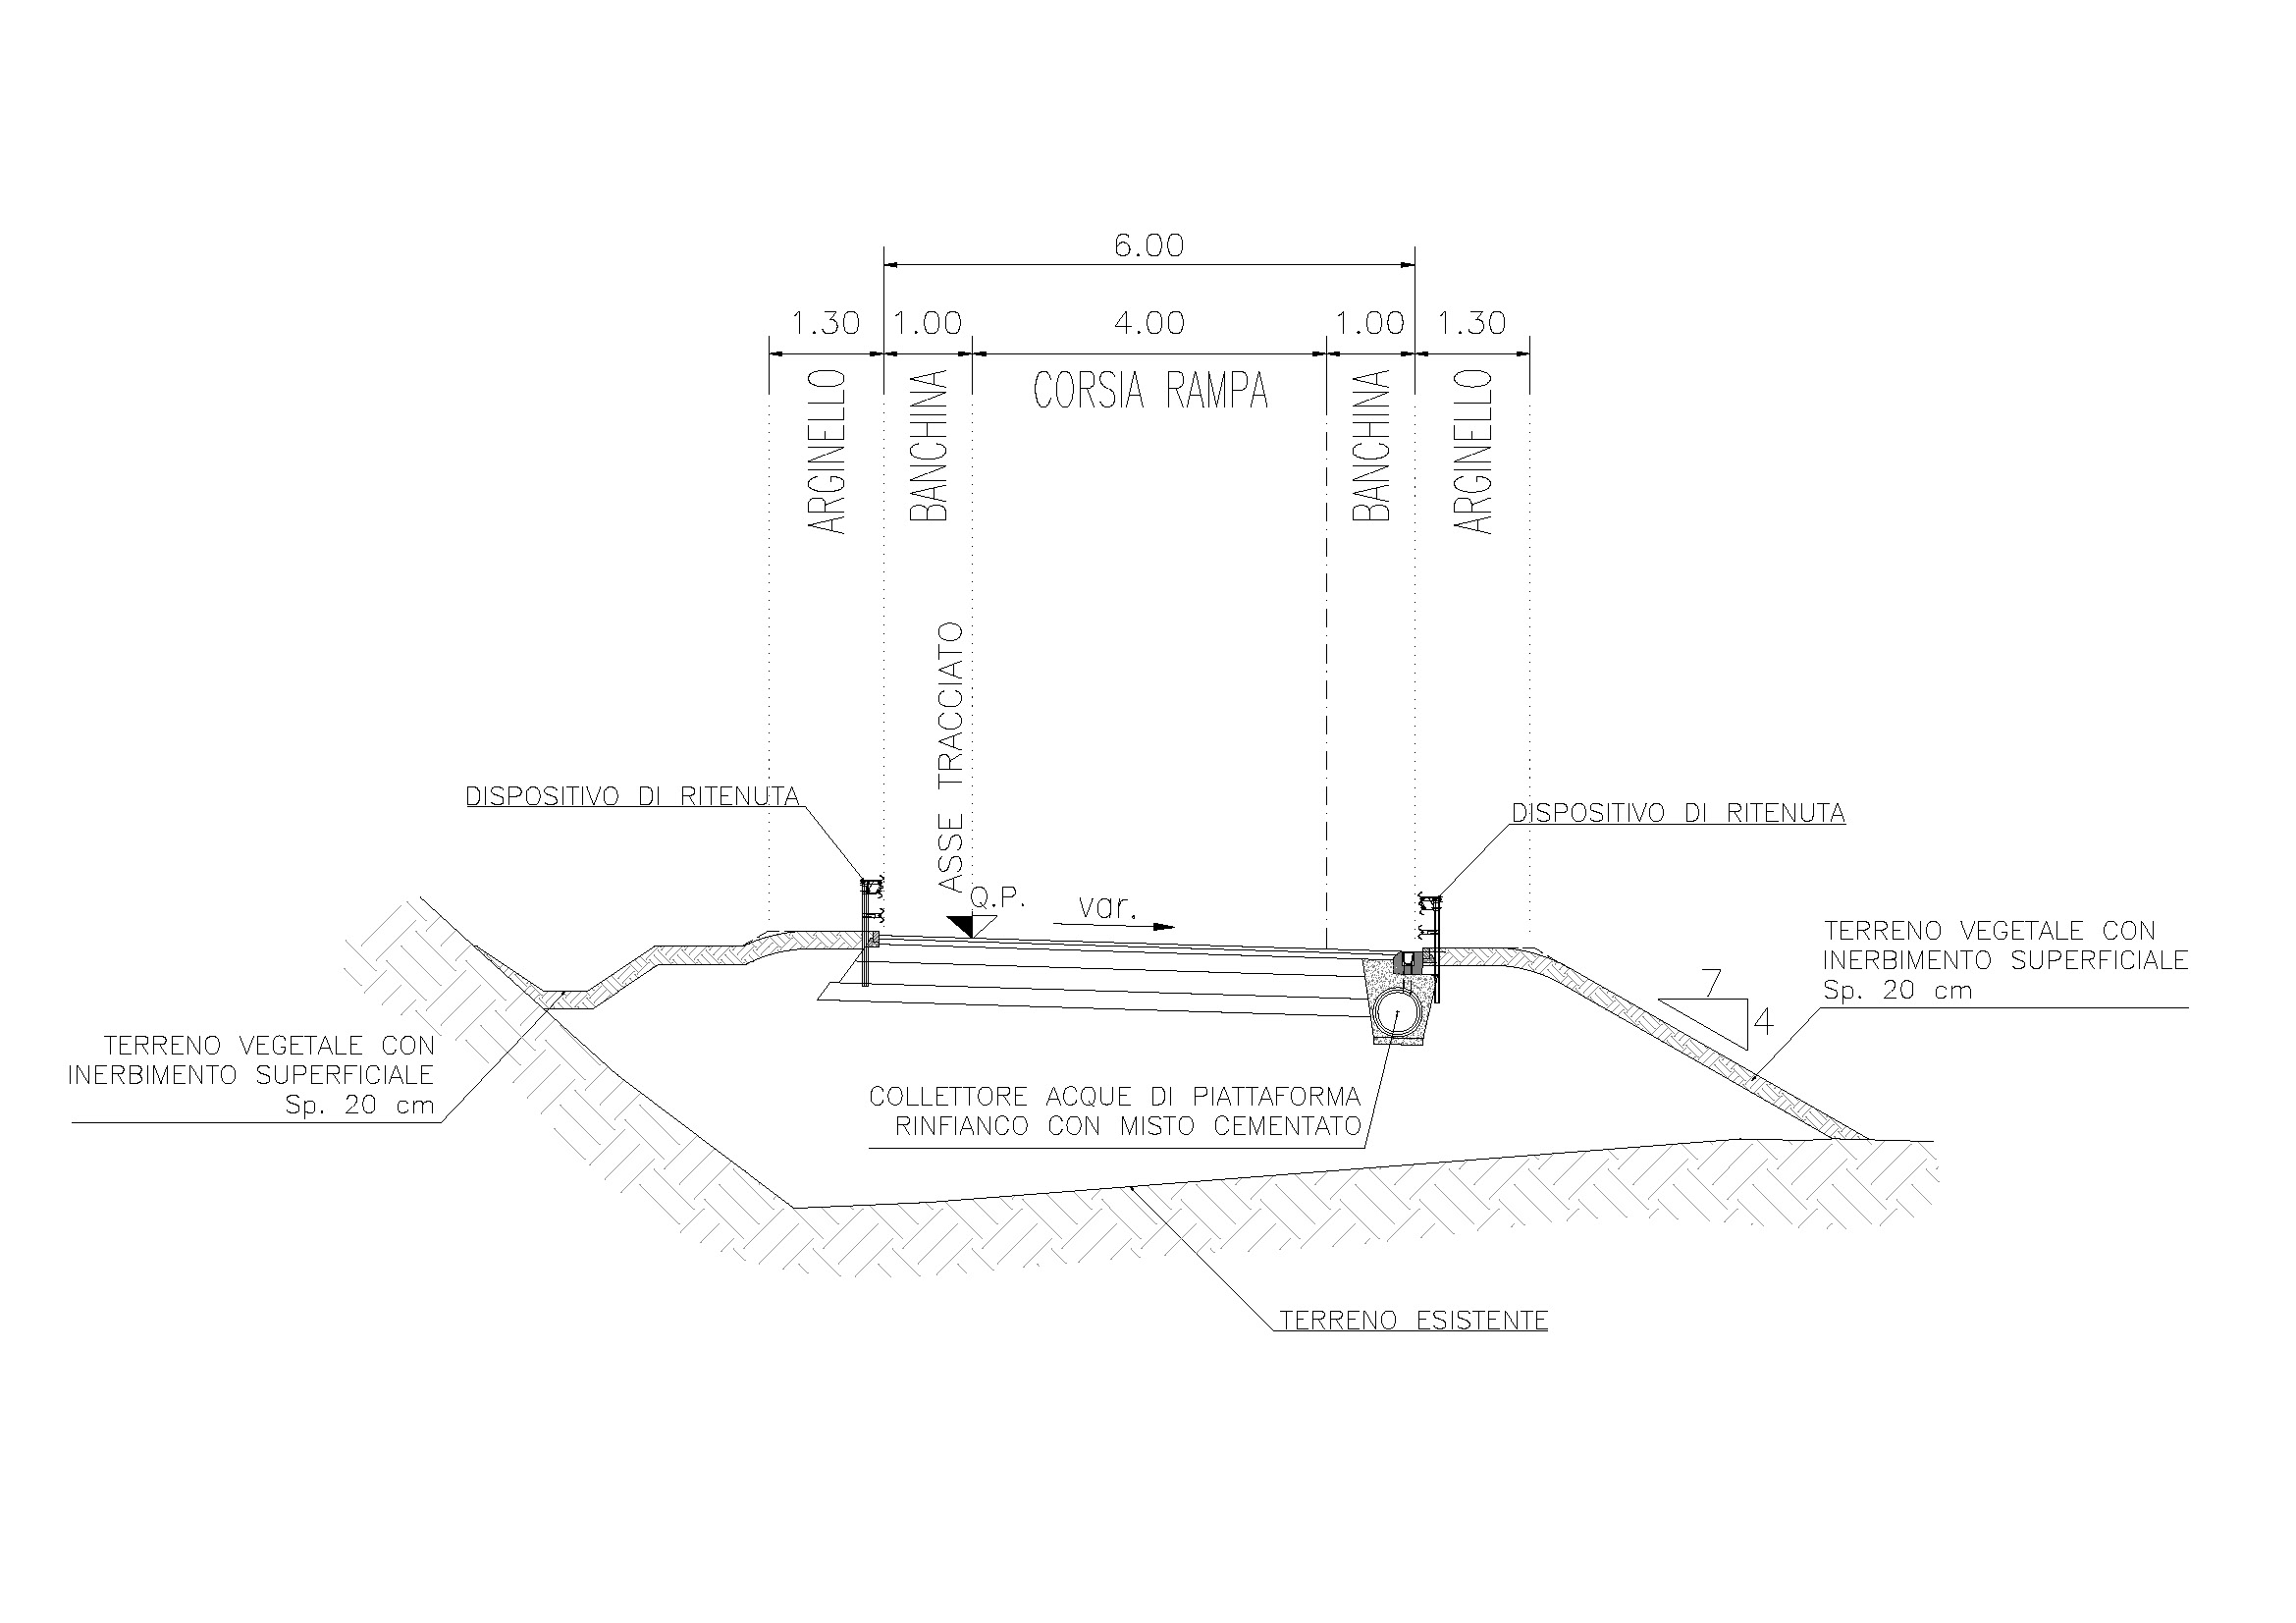 6.00
1.30 1.00 4.00 1.00 1.30
ARGINELLO
BANCHINA
CORSIA RAMPA
BANCHINA
ARGINELLO
ASSE TRACCIATO
DISPOSITIVO DI RITENUTA
DISPOSITIVO DI RITENUTA
Q.P.
var.
TERRENO VEGETALE CON
INERBIMENTO SUPERFICIALE
Sp. 20 cm
7
4
TERRENO VEGETALE CON
INERBIMENTO SUPERFICIALE
Sp. 20 cm
COLLETTORE ACQUE DI PIATTAFORMA
RINFIANCO CON MISTO CEMENTATO
TERRENO ESISTENTE